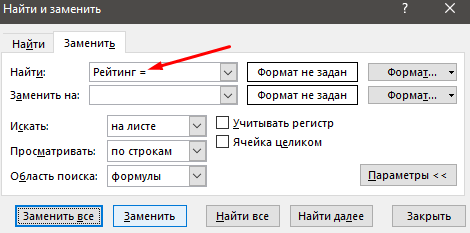 Найти и заменить
Найти
Заменить
Найти: Рейтинг = Формат не задан Формат...
Заменить на: Формат не задан Формат...
Искать: на листе Учитывать регистр
Просматривать: по строкам Ячейка целиком
Область поиска: формулы Параметры <<
Заменить все Заменить Найти все Найти далее Закрыть